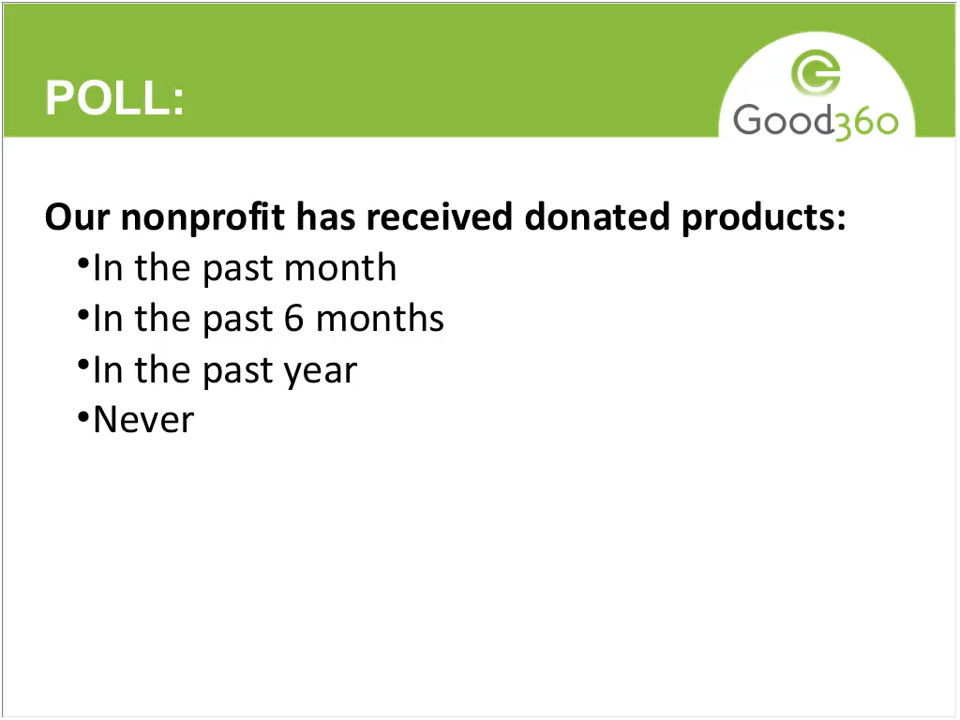 POLL:
Good360
Our nonprofit has received donated products:
•In the past month
•In the past 6 months
•In the past year
•Never